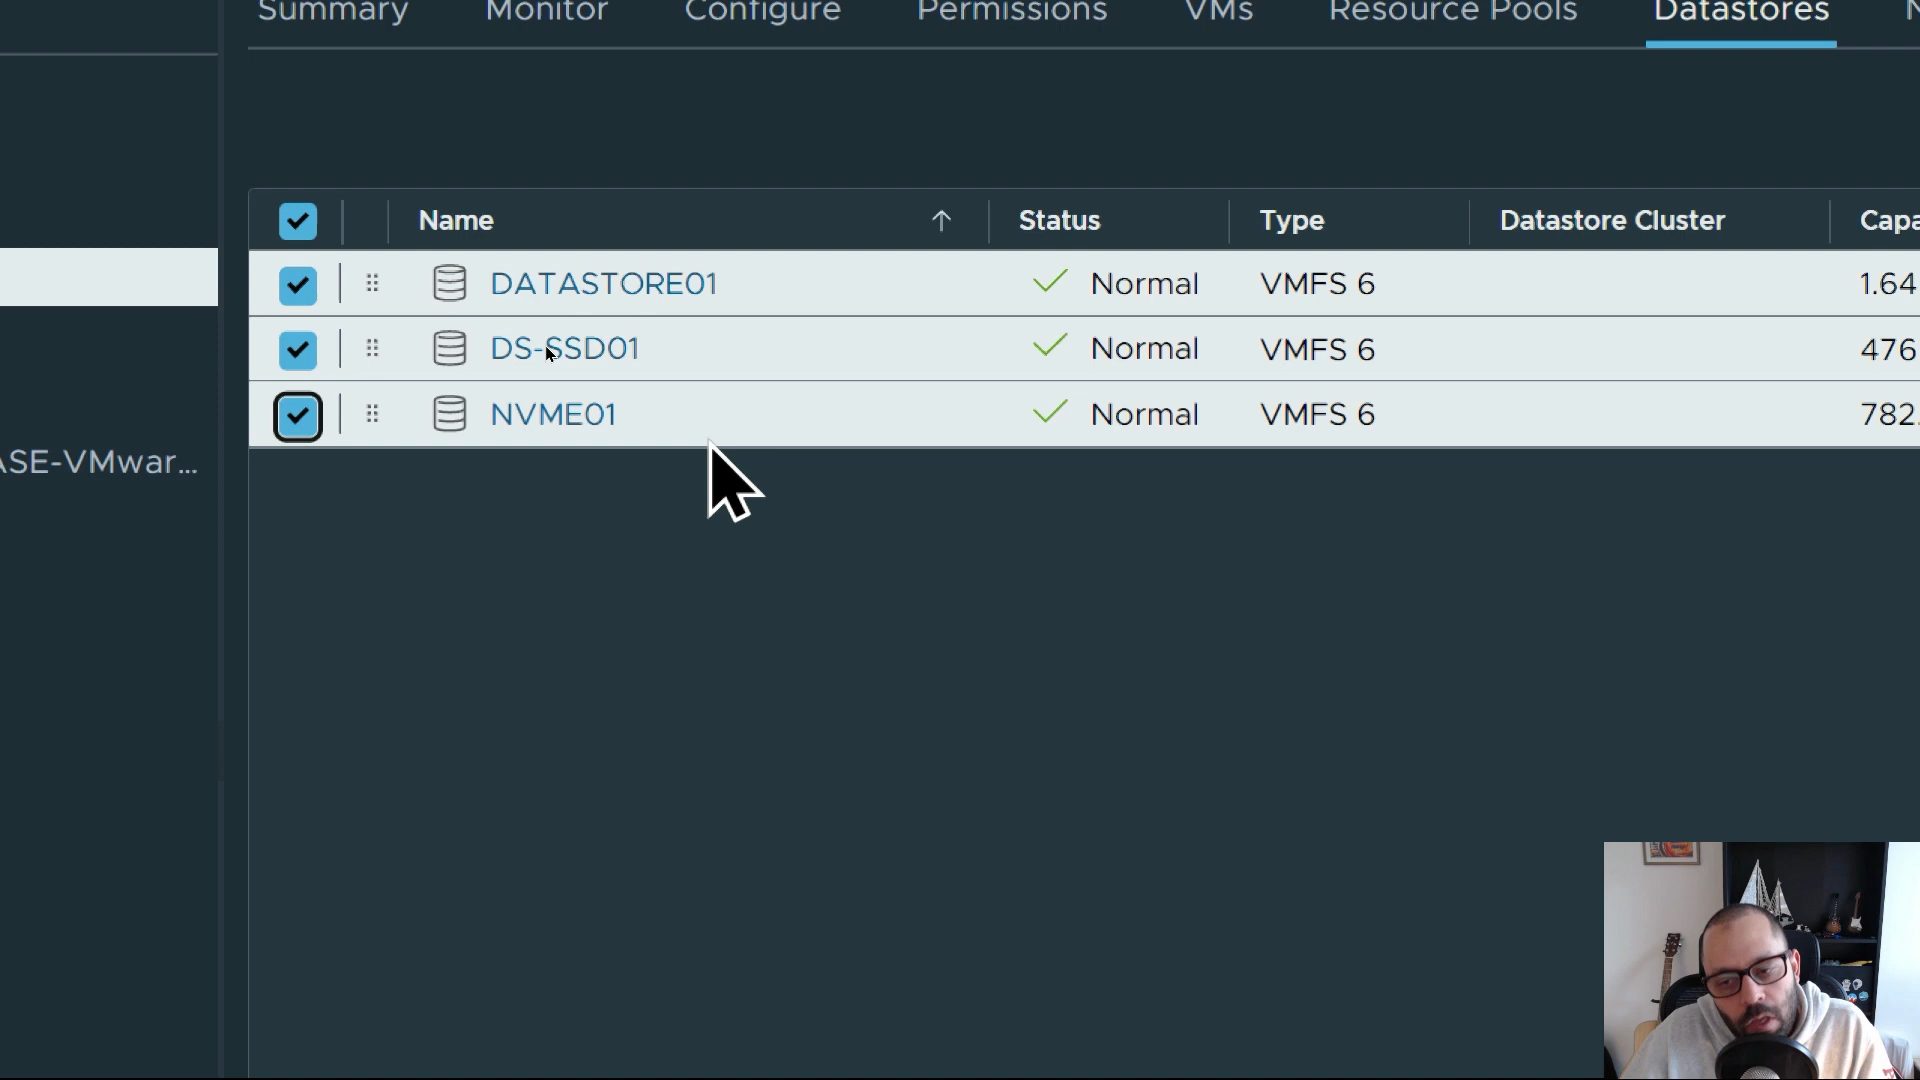 Summary Monitor Configure Permissions VMs Resource Pools Datastores
Name Status Type Datastore Cluster Capa
DATASTORE01 Normal VMFS 6 1.64
DS-SSD01 Normal VMFS 6 476
NVME01 Normal VMFS 6 782.
ASE-VMwar...